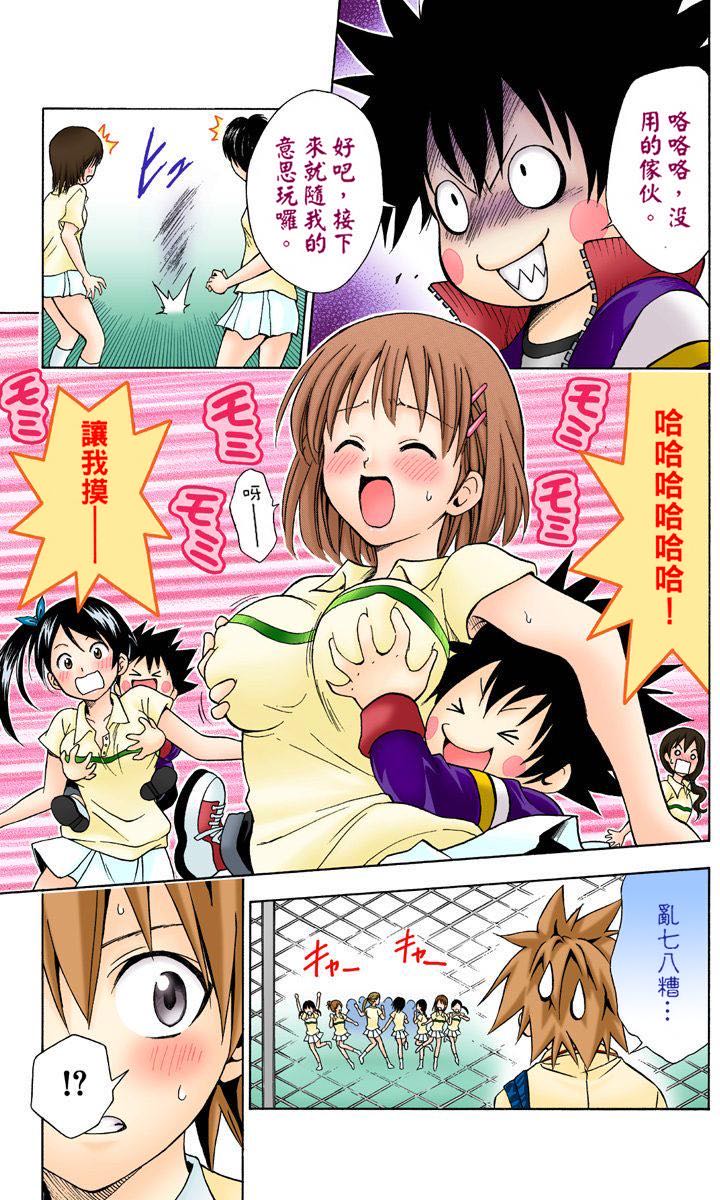 咯咯咯，没
用的傢伙。
好吧，接下
來就隨我的
意思玩囉。
ヒュ
哈哈哈哈哈哈！
モミ
モミ
モミ
モミ
モミ
呀——
讓我摸——
亂七八糟…
キャー
キャー
!?